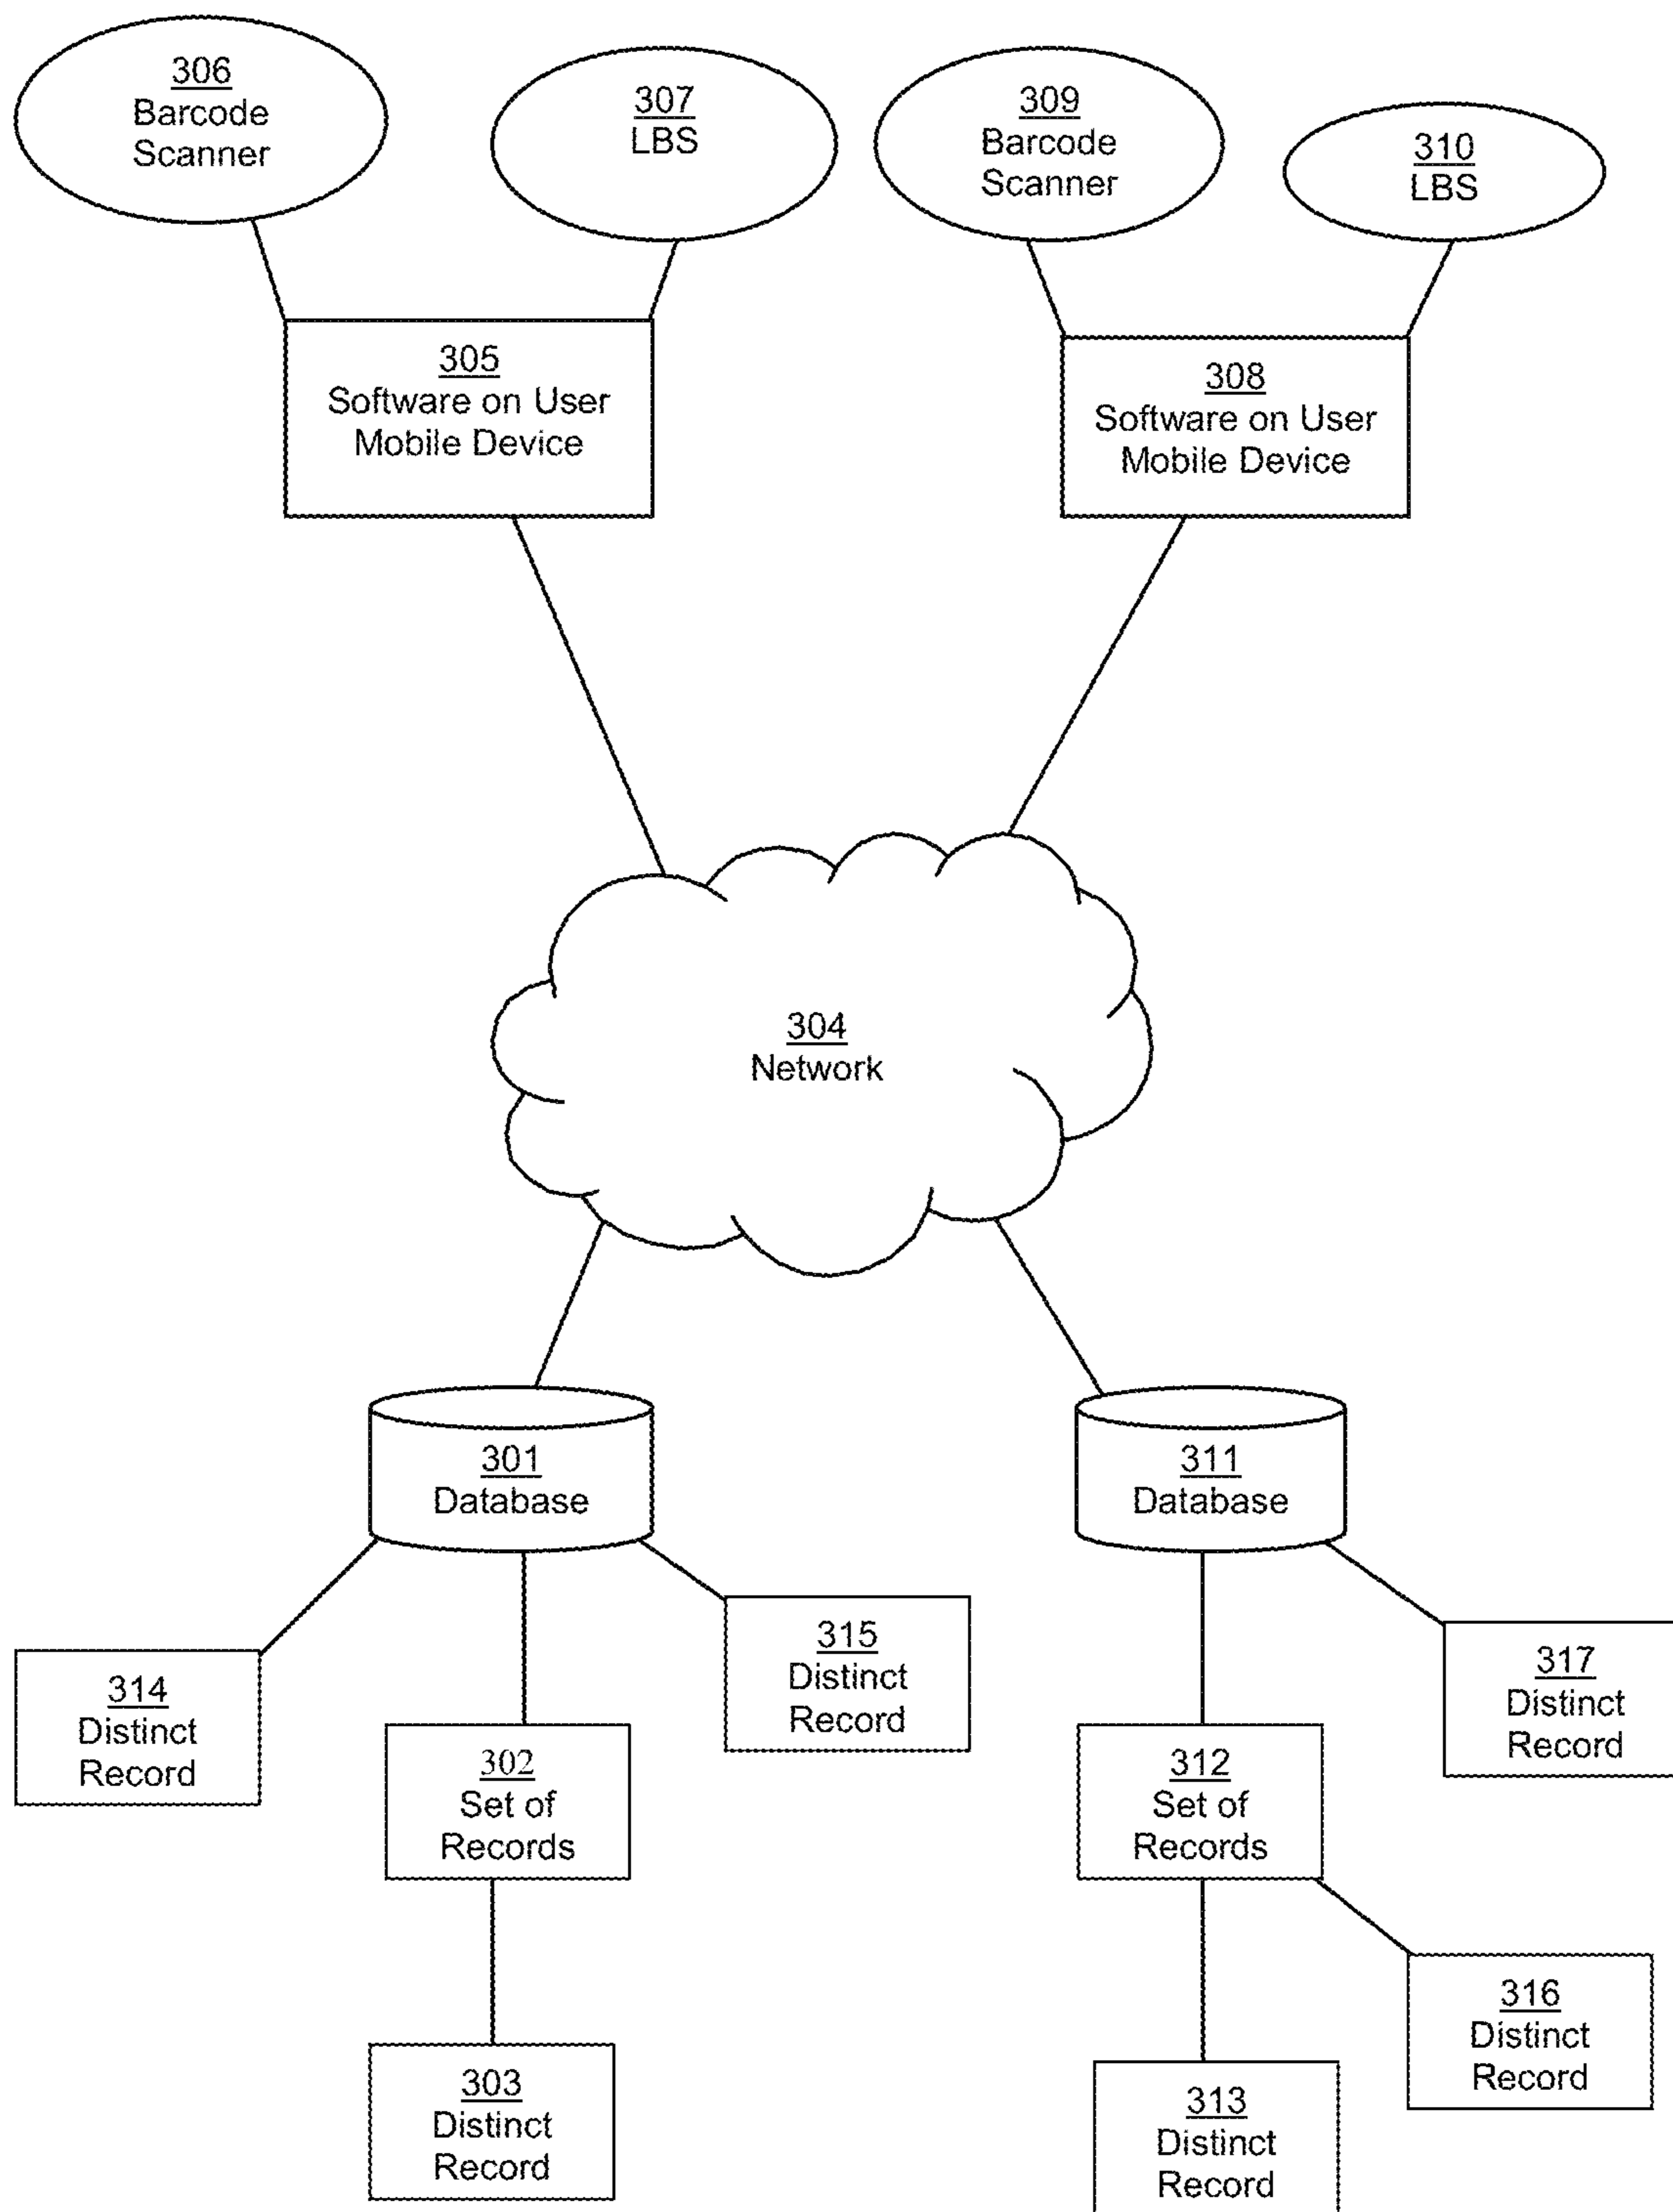 306
Barcode
Scanner
307
LBS
309
Barcode
Scanner
310
LBS
305
Software on User
Mobile Device
308
Software on User
Mobile Device
304
Network
301
Database
311
Database
314
Distinct
Record
302
Set of
Records
315
Distinct
Record
312
Set of
Records
317
Distinct
Record
303
Distinct
Record
313
Distinct
Record
316
Distinct
Record